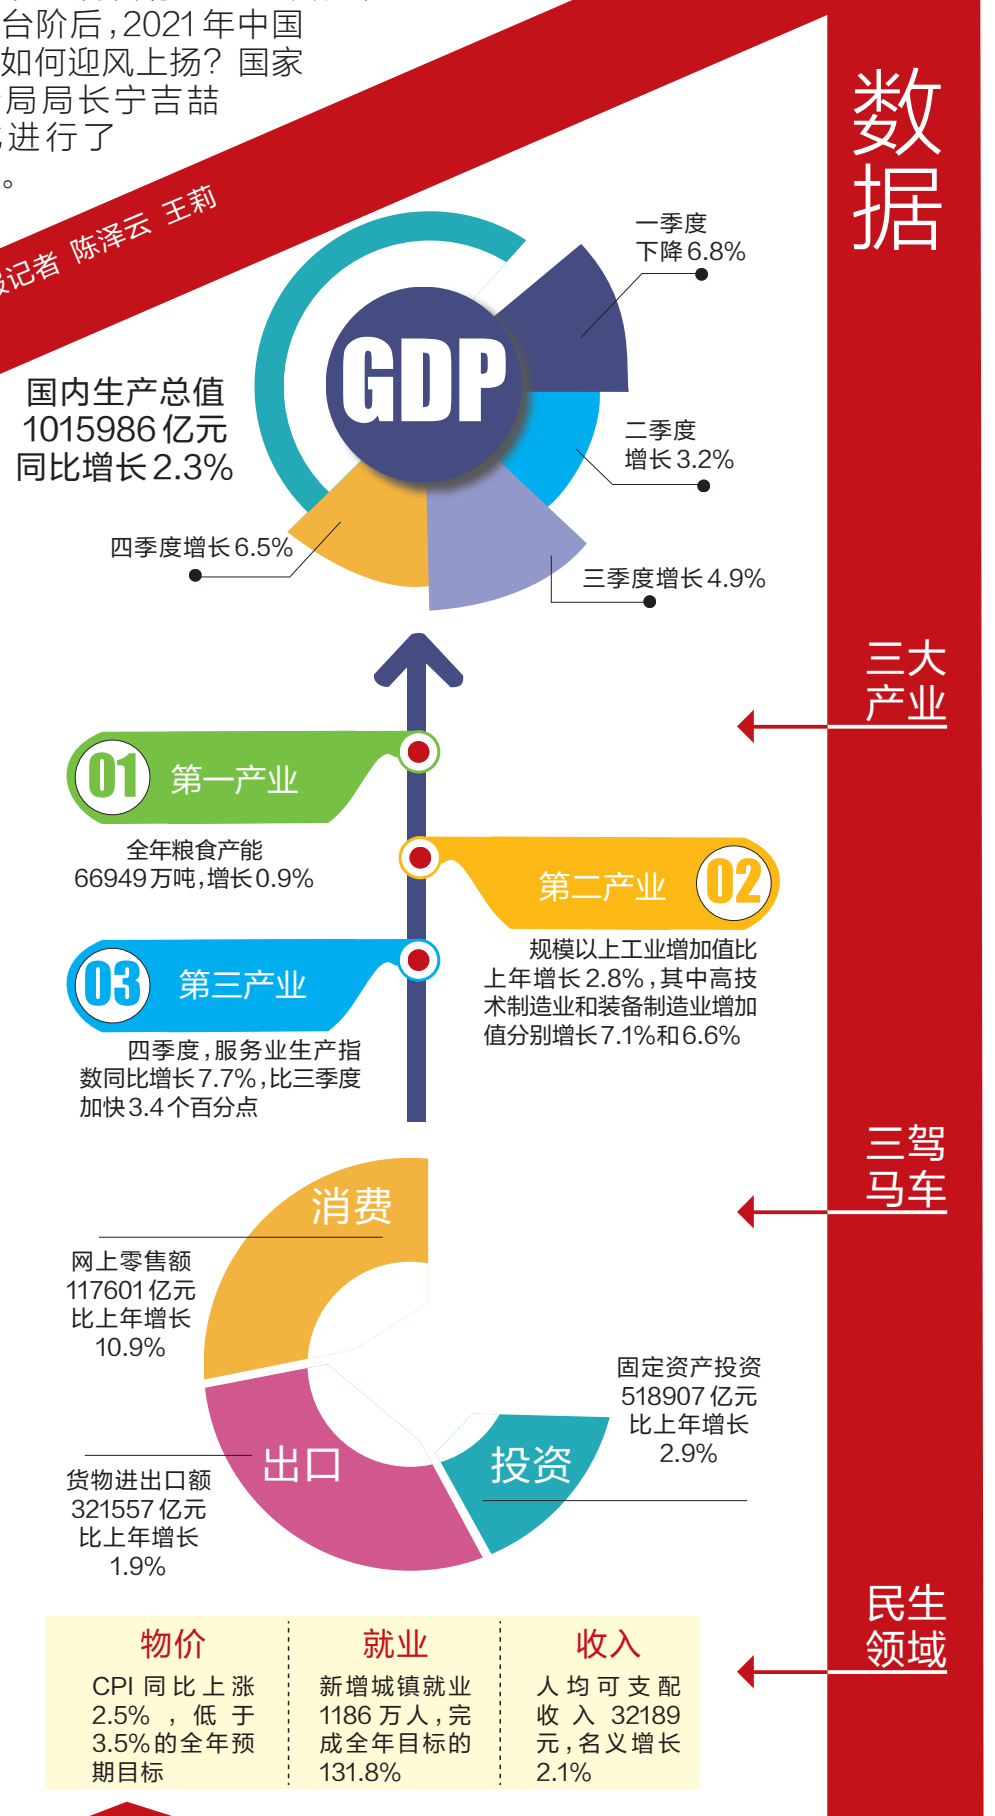 台阶后,2021年中国
如何迎风上扬？国家
局局长宁吉喆
进行了
。
记者 陈泽云 王莉
数
据
一季度
下降6.8%
GDP
国内生产总值
1015986亿元
同比增长2.3%
二季度
增长3.2%
四季度增长6.5%
三季度增长4.9%
三大
产业
01 第一产业
全年粮食产能
66949万吨,增长0.9%
第二产业 02
规模以上工业增加值比
上年增长2.8%,其中高技
术制造业和装备制造业增加
值分别增长7.1%和6.6%
03 第三产业
四季度,服务业生产指
数同比增长7.7%,比三季度
加快3.4个百分点
三驾
马车
消费
网上零售额
117601亿元
比上年增长
10.9%
固定资产投资
518907亿元
比上年增长
2.9%
投资
出口
货物进出口额
321557亿元
比上年增长
1.9%
民生
领域
物价
CPI同比上涨
2.5%,低于
3.5%的全年预
期目标
就业
新增城镇就业
1186万人,完
成全年目标的
131.8%
收入
人均可支配
收入32189
元,名义增长
2.1%